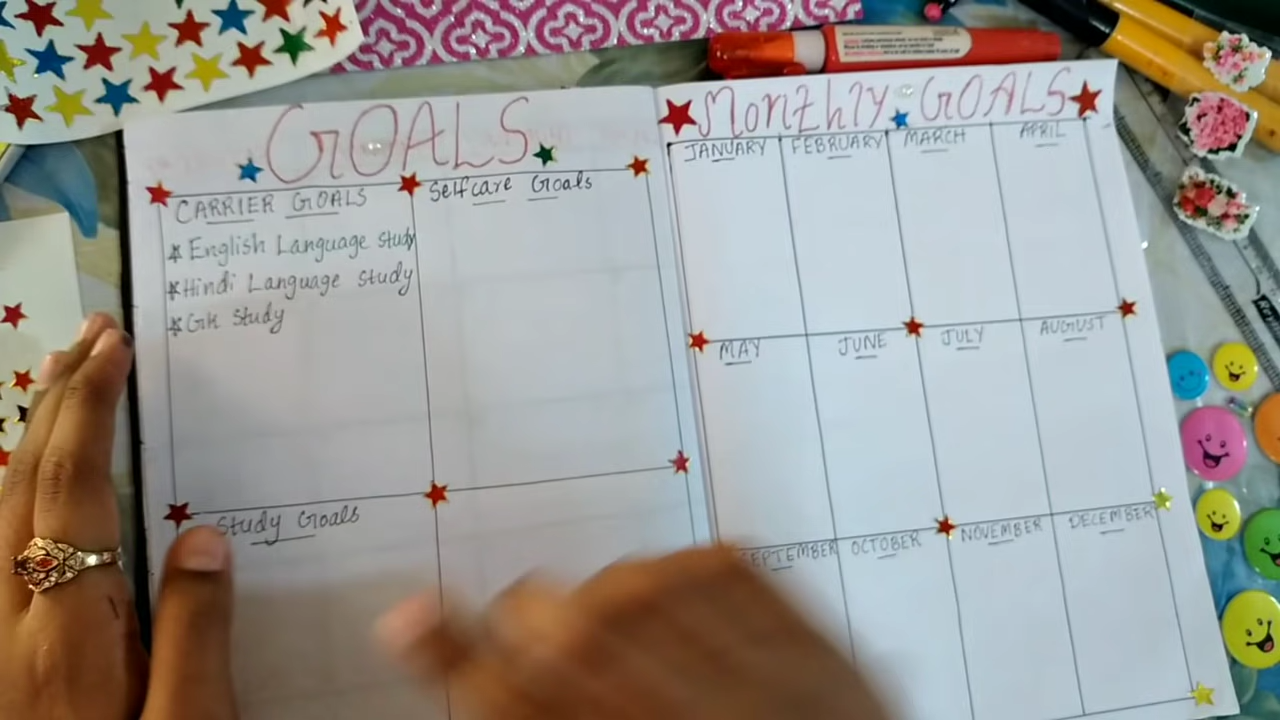 GOALS
CARRIER GOALS
* English Language study
* Hindi Language study
* GK study
Selfcare Goals
Study Goals
Monthly GOALS
JANUARY
FEBRUARY
MARCH
APRIL
MAY
JUNE
JULY
AUGUST
SEPTEMBER
OCTOBER
NOVEMBER
DECEMBER